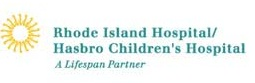 Rhode Island Hospital/
Hasbro Children's Hospital
A Lifespan Partner